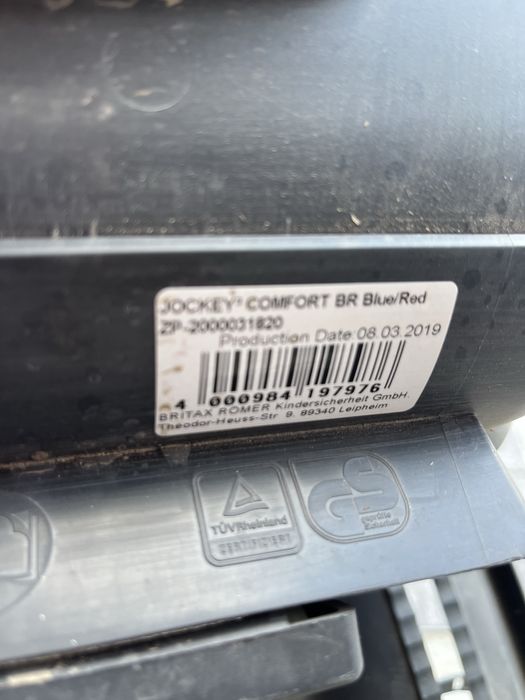 JOCKEY³ COMFORT BR Blue/Red
ZP-2000031820
Production Date:08.03.2019
4 000984 197976
BRITAX RÖMER Kindersicherheit GmbH.
Theodor-Heuss-Str. 9, 89340 Leipheim
TÜVRheinland
CERTIFIZIERT
GS
geprüfte
Sicherheit